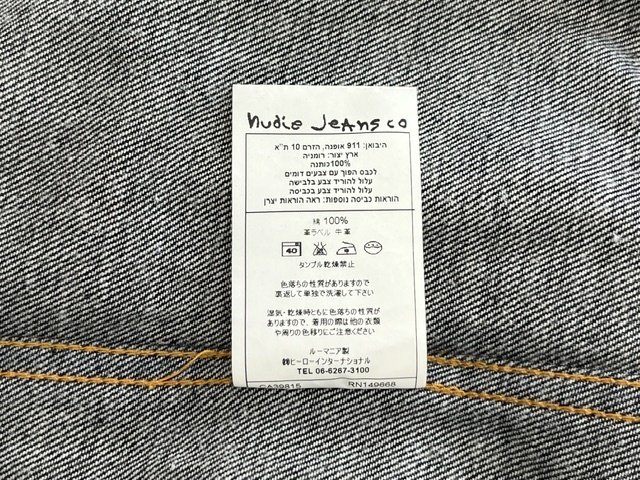 nudie jeans co
היבואן: 911 אופנה, הזרם 10 ת"א
ארץ יצור: רומניה
100%כותנה
לכבס הפוך עם צבעים דומים
עלול להוריד צבע בלבישה
עלול להוריד צבע בכביסה
הוראות כביסה נוספות: ראה הוראות יצרן
綿 100%
革ラベル 牛革
40
タンブル乾燥禁止
色落ちの性質がありますので
裏返して単独で洗濯して下さい
湿気・乾燥時ともに色落ちの性質が
ありますので、着用の際は他の衣類
や周りの色移りにご注意ください
ルーマニア製
㈲ヒーローインターナショナル
TEL 06-6267-3100
CA39815 RN149668